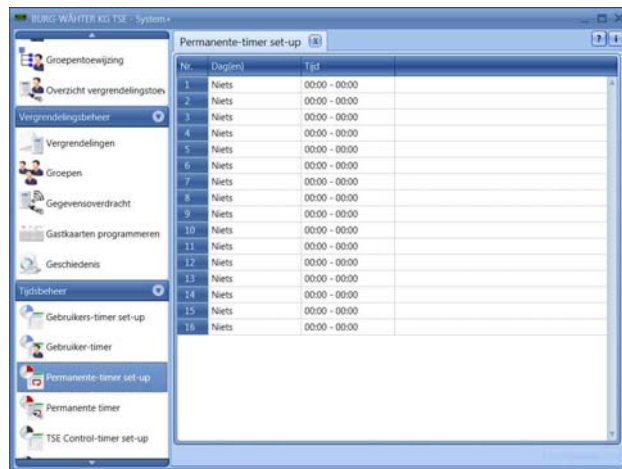 BURG-WÄHTER KG TSE - System+
Groepentoewijzing
Overzicht vergrendelingstoew
Vergrendelingsbeheer
Vergrendelingen
Groepen
Gegevensoverdracht
Gastkaarten programmeren
Geschiedenis
Tijdsbeheer
Gebruikers-timer set-up
Gebruiker-timer
Permanente-timer set-up
Permanente timer
TSE Control-timer set-up
Permanente-timer set-up x
? i
Nr. Dag(en) Tijd
1 Niets 00:00 - 00:00
2 Niets 00:00 - 00:00
3 Niets 00:00 - 00:00
4 Niets 00:00 - 00:00
5 Niets 00:00 - 00:00
6 Niets 00:00 - 00:00
7 Niets 00:00 - 00:00
8 Niets 00:00 - 00:00
9 Niets 00:00 - 00:00
10 Niets 00:00 - 00:00
11 Niets 00:00 - 00:00
12 Niets 00:00 - 00:00
13 Niets 00:00 - 00:00
14 Niets 00:00 - 00:00
15 Niets 00:00 - 00:00
16 Niets 00:00 - 00:00